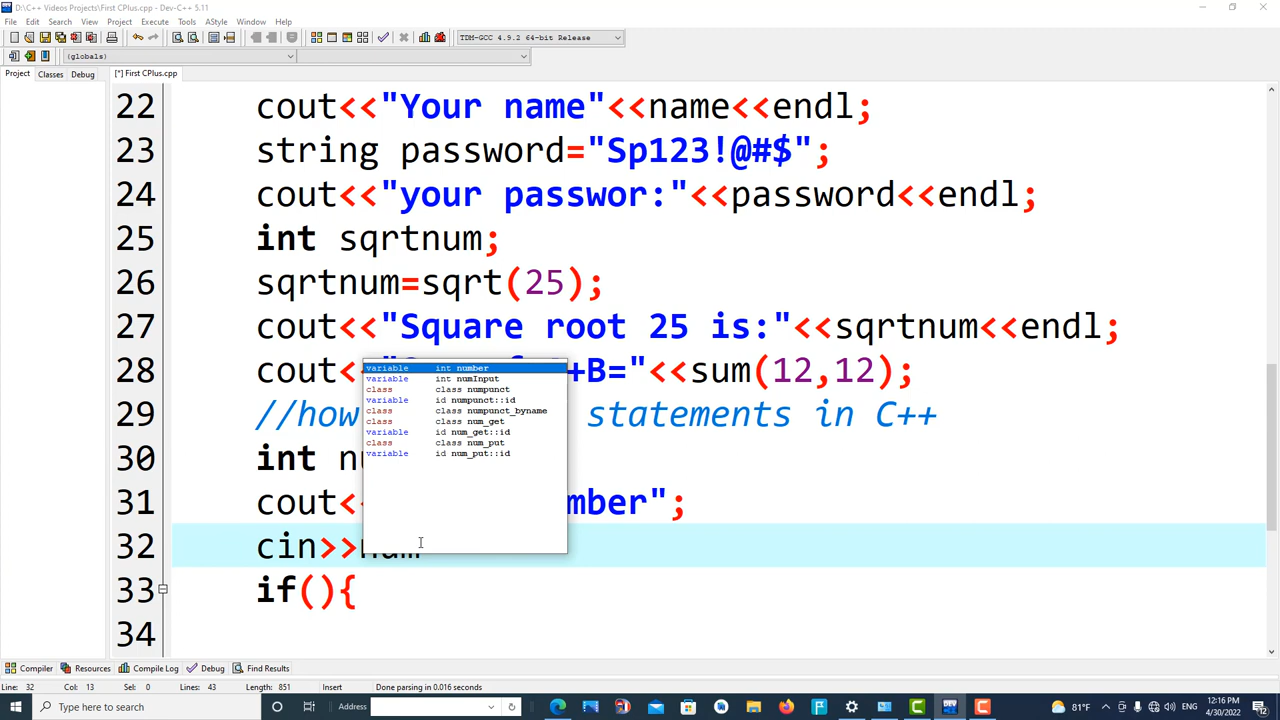 D:\C++ Videos Projects\First CPlus.cpp - Dev-C++ 5.11
File Edit Search View Project Execute Tools AStyle Window Help
TDM-GCC 4.9.2 64-bit Release
(globals)
Project Classes Debug [*] First CPlus.cpp
22 cout<<"Your name"<<name<<endl;
23 string password="Sp123!@#$";
24 cout<<"your passwor:"<<password<<endl;
25 int sqrtnum;
26 sqrtnum=sqrt(25);
27 cout<<"Square root 25 is:"<<sqrtnum<<endl;
28 cout< +B="<<sum(12,12);
variable int number
variable int numInput
class class numpunct
variable id numpunct::id
class class numpunct_byname
class class num_get
variable id num_get::id
class class num_put
variable id num_put::id
29 //how statements in C++
30 int nu
31 cout< mber";
32 cin>>num
33 if(){
34
Compiler Resources Compile Log Debug Find Results
Line: 32 Col: 13 Sel: 0 Lines: 43 Length: 851 Insert Done parsing in 0.016 seconds
Type here to search Address 81°F ENG 12:16 PM
4/30/2022 12